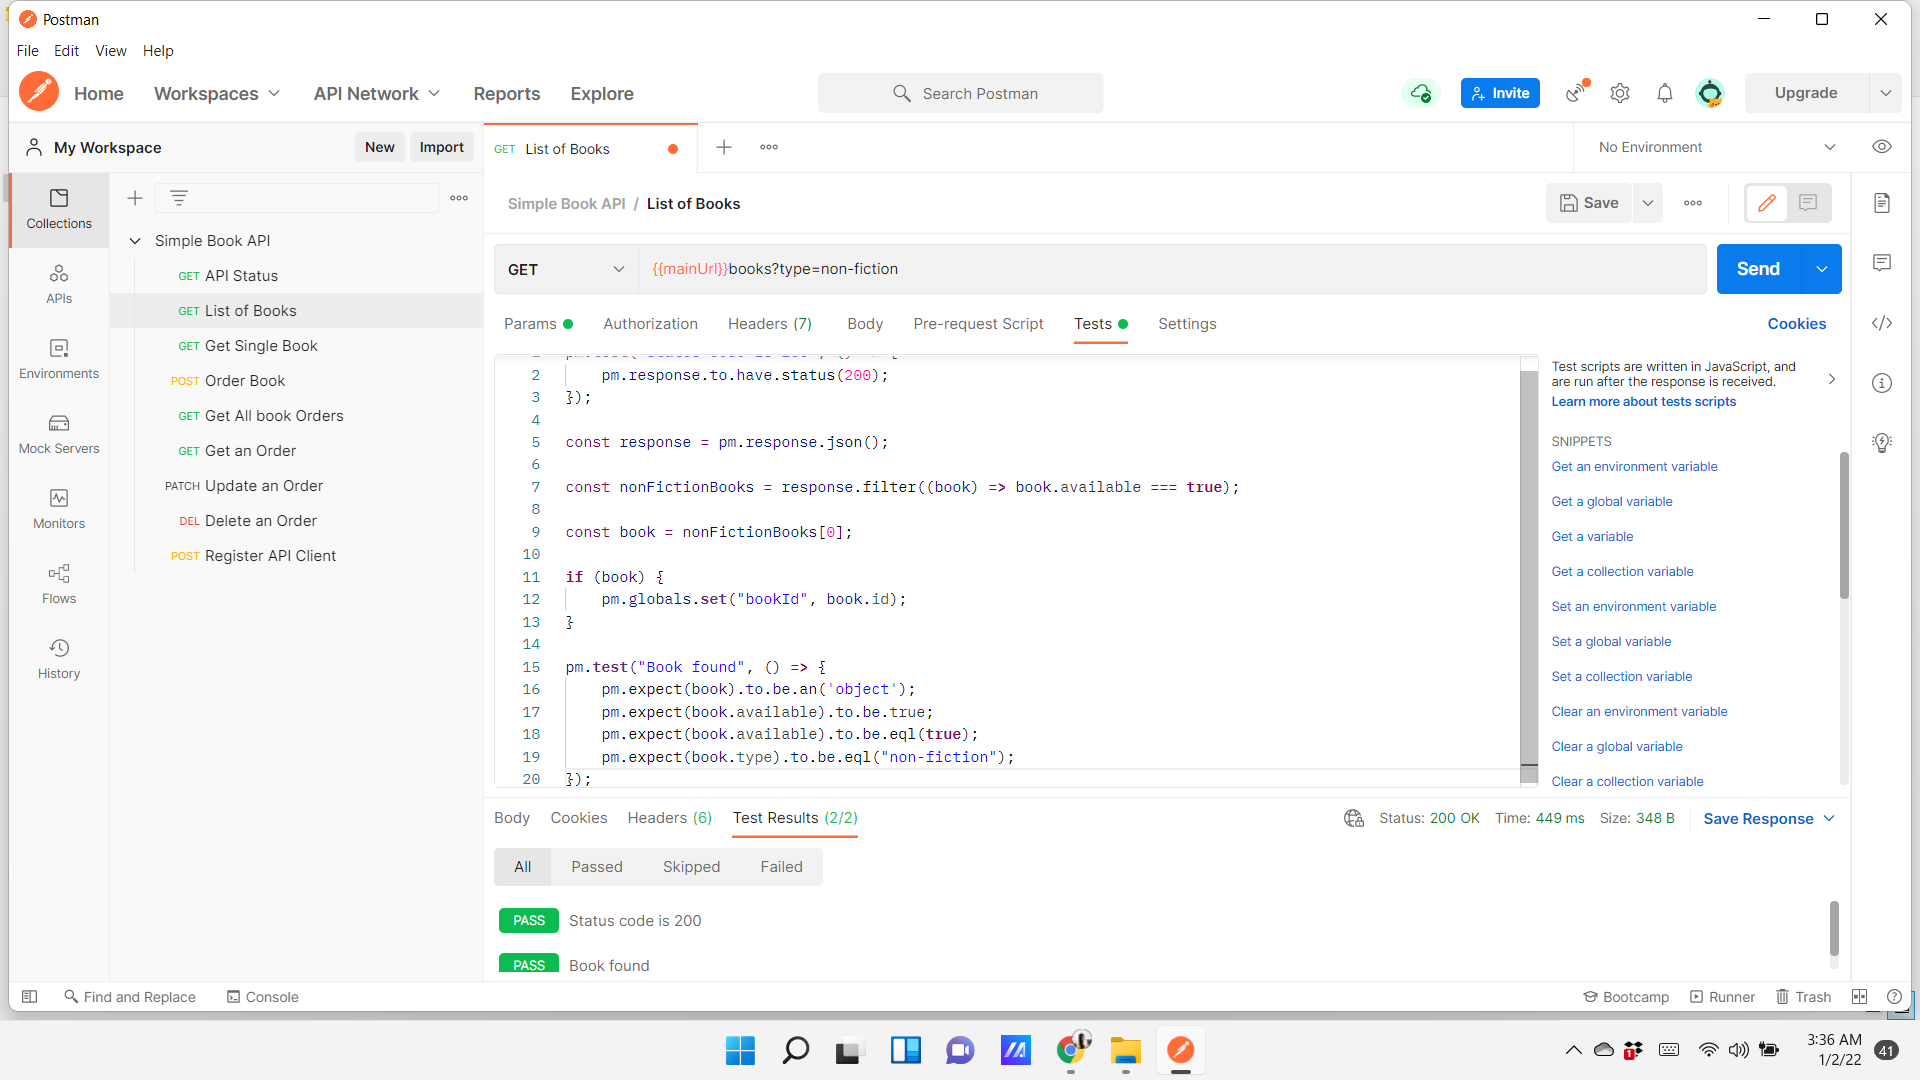 Postman
File Edit View Help
Home Workspaces API Network Reports Explore
Search Postman
Invite
Upgrade
My Workspace
New
Import
GET List of Books
No Environment
Collections
APIs
Environments
Mock Servers
Monitors
Flows
History
Simple Book API
GET API Status
GET List of Books
GET Get Single Book
POST Order Book
GET Get All book Orders
GET Get an Order
PATCH Update an Order
DEL Delete an Order
POST Register API Client
Simple Book API / List of Books
Save
GET
{{mainUrl}}books?type=non-fiction
Send
Params Authorization Headers (7) Body Pre-request Script Tests Settings
Cookies
2 pm.response.to.have.status(200);
3 });
4
5 const response = pm.response.json();
6
7 const nonFictionBooks = response.filter((book) => book.available === true);
8
9 const book = nonFictionBooks[0];
10
11 if (book) {
12 pm.globals.set("bookId", book.id);
13 }
14
15 pm.test("Book found", () => {
16 pm.expect(book).to.be.an('object');
17 pm.expect(book.available).to.be.true;
18 pm.expect(book.available).to.be.eql(true);
19 pm.expect(book.type).to.be.eql("non-fiction");
20 });
Test scripts are written in JavaScript, and
are run after the response is received.
Learn more about tests scripts
SNIPPETS
Get an environment variable
Get a global variable
Get a variable
Get a collection variable
Set an environment variable
Set a global variable
Set a collection variable
Clear an environment variable
Clear a global variable
Clear a collection variable
Body Cookies Headers (6) Test Results (2/2)
Status: 200 OK Time: 449 ms Size: 348 B
Save Response
All Passed Skipped Failed
PASS Status code is 200
PASS Book found
Find and Replace
Console
Bootcamp
Runner
Trash
1
3:36 AM
1/2/22
41